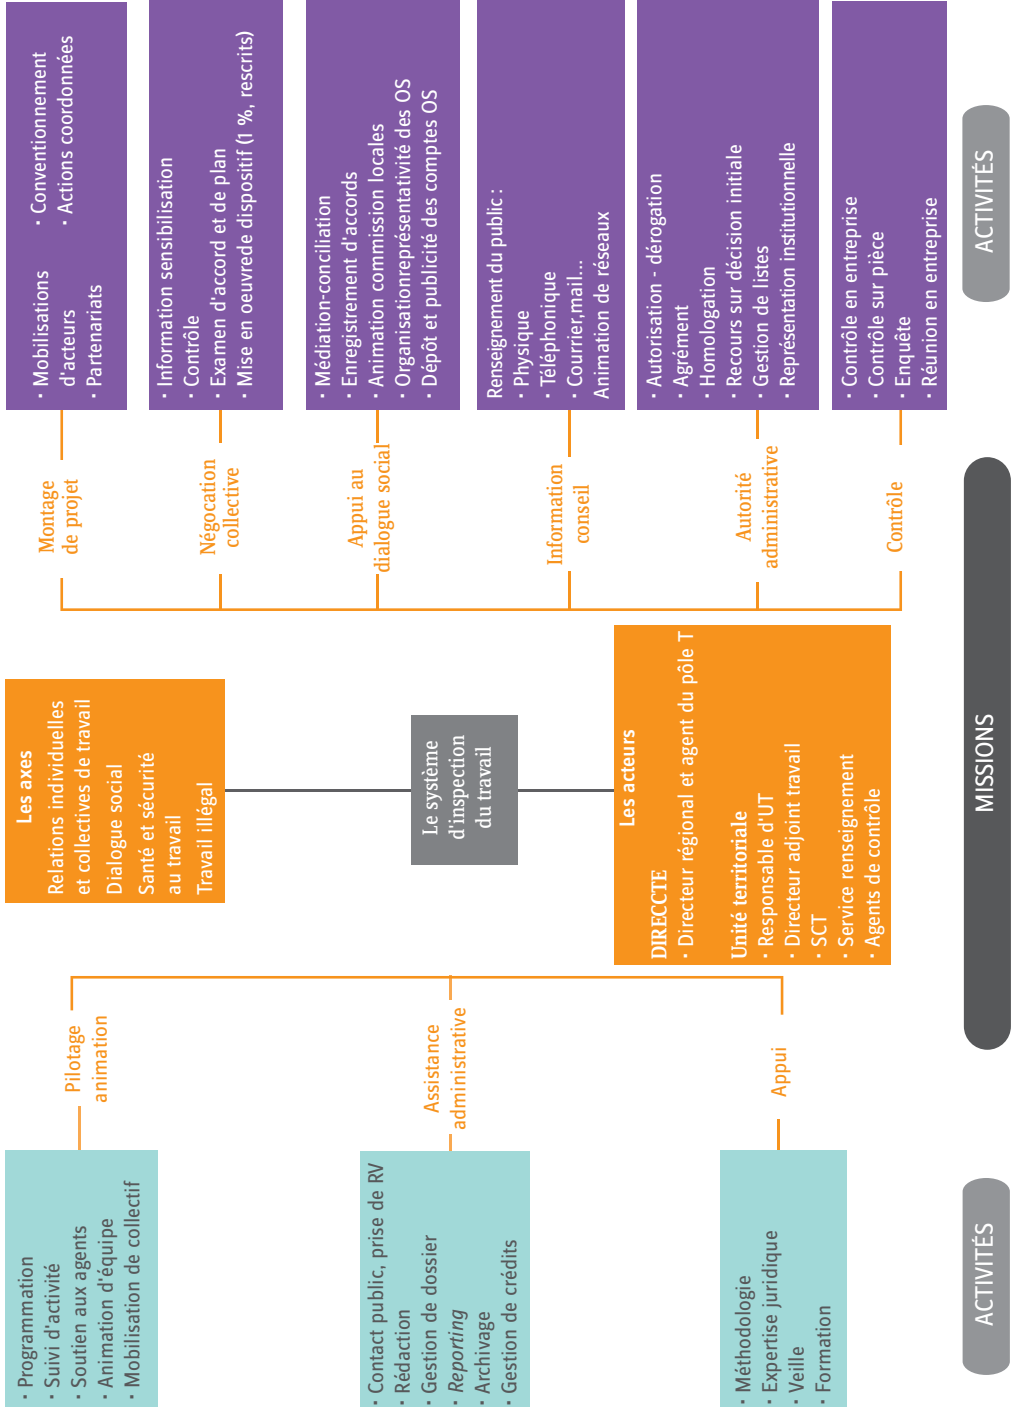 ACTIVITÉS
MISSIONS
ACTIVITÉS
· Programmation
· Suivi d'activité
· Soutien aux agents
· Animation d'équipe
· Mobilisation de collectif
Pilotage
animation
· Contact public, prise de RV
· Rédaction
· Gestion de dossier
· Reporting
· Archivage
· Gestion de crédits
Assistance
administrative
· Méthodologie
· Expertise juridique
· Veille
· Formation
Appui
Les axes
Relations individuelles
et collectives de travail
Dialogue social
Santé et sécurité
au travail
Travail illégal
Le système
d'inspection
du travail
Les acteurs
DIRECCTE
· Directeur régional et agent du pôle T
Unité territoriale
· Responsable d'UT
· Directeur adjoint travail
· SCT
· Service renseignement
· Agents de contrôle
Montage
de projet
· Mobilisations
d'acteurs
· Partenariats
· Conventionnement
· Actions coordonnées
Négocation
collective
· Information sensibilisation
· Contrôle
· Examen d'accord et de plan
· Mise en oeuvrede dispositif (1 %, rescrits)
Appui au
dialogue social
· Médiation-conciliation
· Enregistrement d'accords
· Animation commission locales
· Organisationreprésentativité des OS
· Dépôt et publicité des comptes OS
Information
conseil
Renseignement du public :
· Physique
· Téléphonique
· Courrier,mail...
Animation de réseaux
Autorité
administrative
· Autorisation - dérogation
· Agrément
· Homologation
· Recours sur décision initiale
· Gestion de listes
· Représentation institutionnelle
Contrôle
· Contrôle en entreprise
· Contrôle sur pièce
· Enquête
· Réunion en entreprise